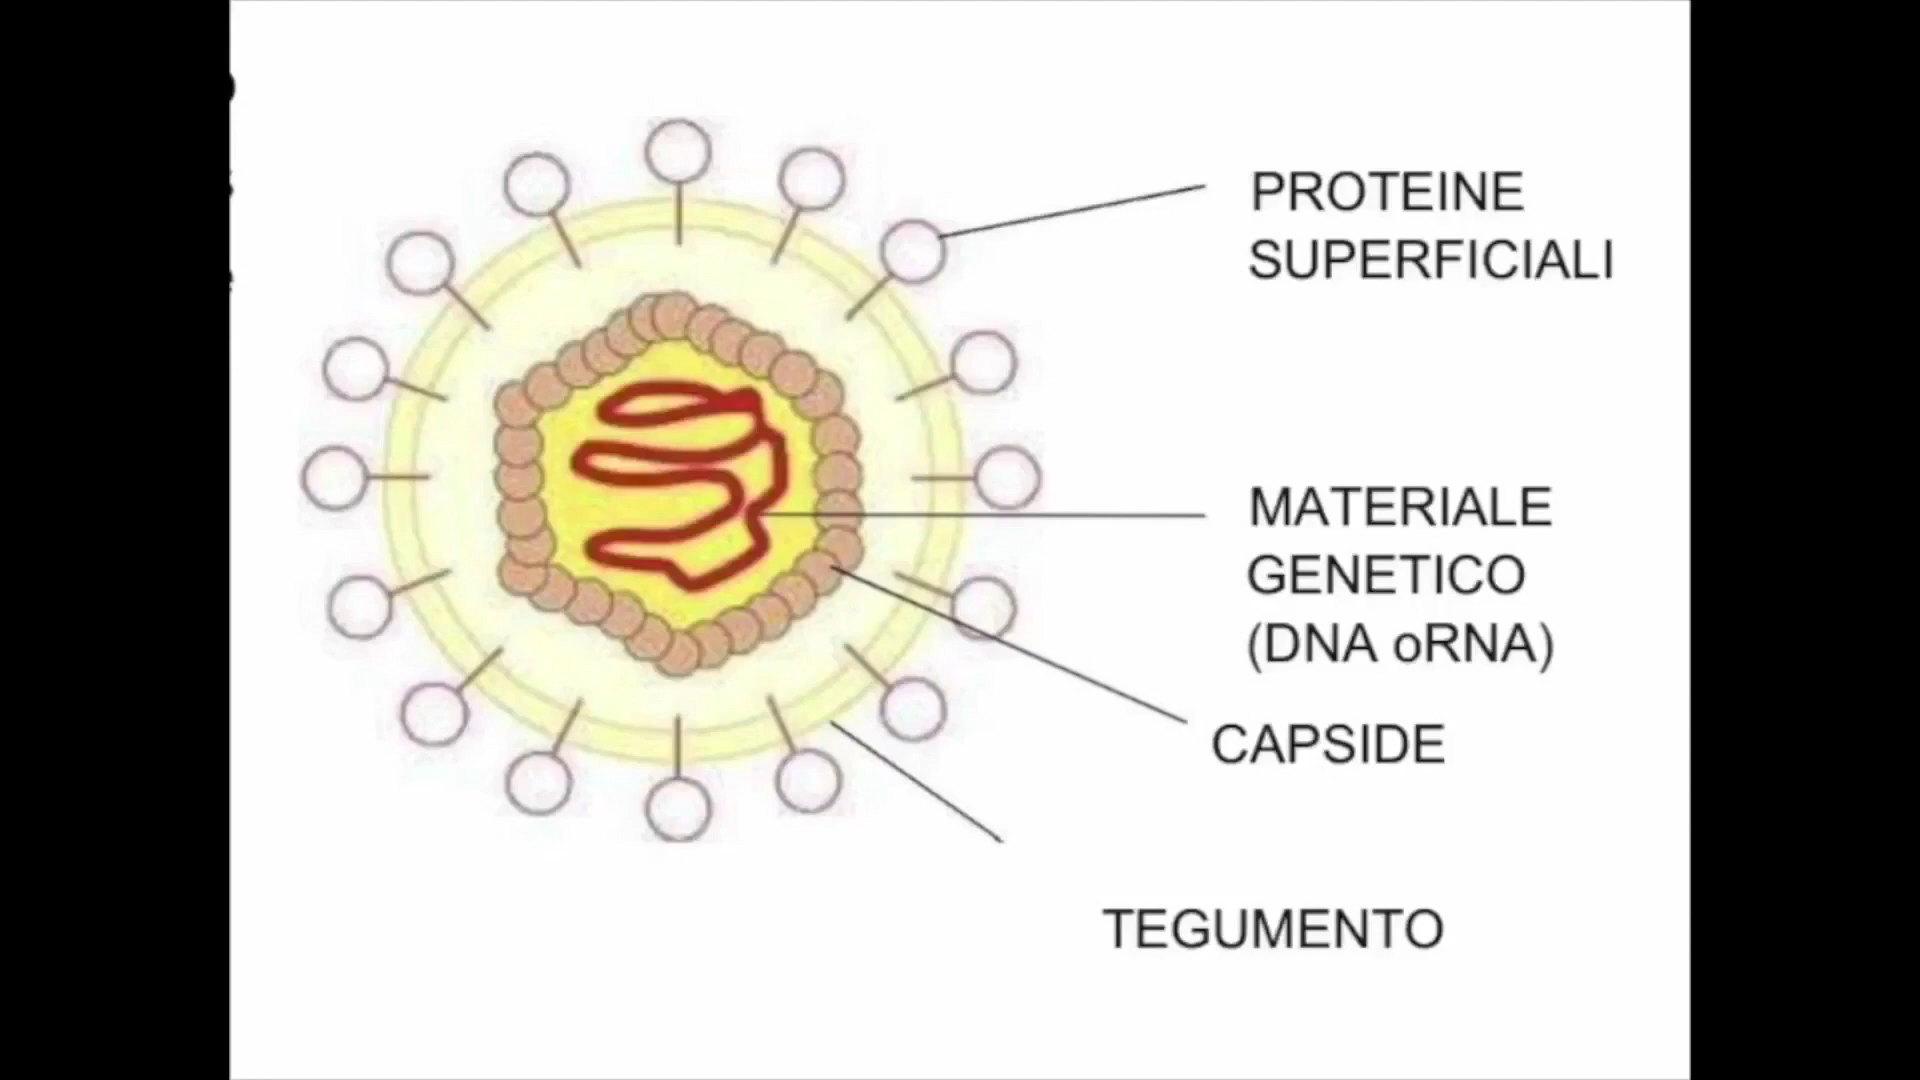 PROTEINE
SUPERFICIALI
MATERIALE
GENETICO
(DNA oRNA)
CAPSIDE
TEGUMENTO